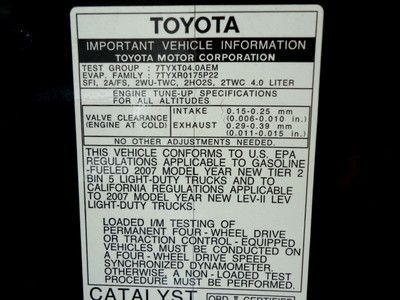 TOYOTA
IMPORTANT VEHICLE INFORMATION
TOYOTA MOTOR CORPORATION
TEST GROUP : 7TYXT04.0AEM
EVAP. FAMILY : 7TYXR0175P22
SFI, 2A/FS, 2WU-TWC, 2HO2S, 2TWC 4.0 LITER
ENGINE TUNE-UP SPECIFICATIONS
FOR ALL ALTITUDES
VALVE CLEARANCE
(ENGINE AT COLD)
INTAKE 0.15-0.25 mm
(0.006-0.010 in.)
EXHAUST 0.29-0.39 mm
(0.011-0.015 in.)
NO OTHER ADJUSTMENTS NEEDED.
THIS VEHICLE CONFORMS TO U.S. EPA
REGULATIONS APPLICABLE TO GASOLINE
-FUELED 2007 MODEL YEAR NEW TIER 2
BIN 5 LIGHT-DUTY TRUCKS AND TO
CALIFORNIA REGULATIONS APPLICABLE
TO 2007 MODEL YEAR NEW LEV-II LEV
LIGHT-DUTY TRUCKS.
LOADED I/M TESTING OF
PERMANENT FOUR-WHEEL DRIVE
OR TRACTION CONTROL-EQUIPPED
VEHICLES MUST BE CONDUCTED ON
A FOUR-WHEEL DRIVE SPEED
SYNCHRONIZED DYNAMOMETER,
OTHERWISE, A NON-LOADED TEST
PROCEDURE MUST BE PERFORMED.
CATALYST OBD II CERTIFIED